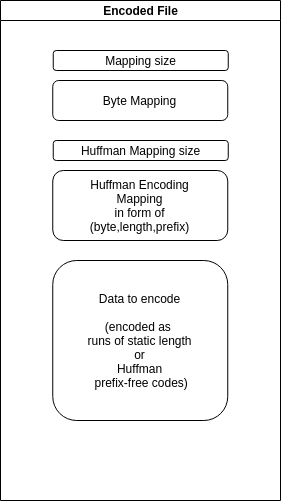 Encoded File
Mapping size
Byte Mapping
Huffman Mapping size
Huffman Encoding
Mapping
in form of
(byte,length,prefix)
Data to encode
(encoded as
runs of static length
or
Huffman
prefix-free codes)